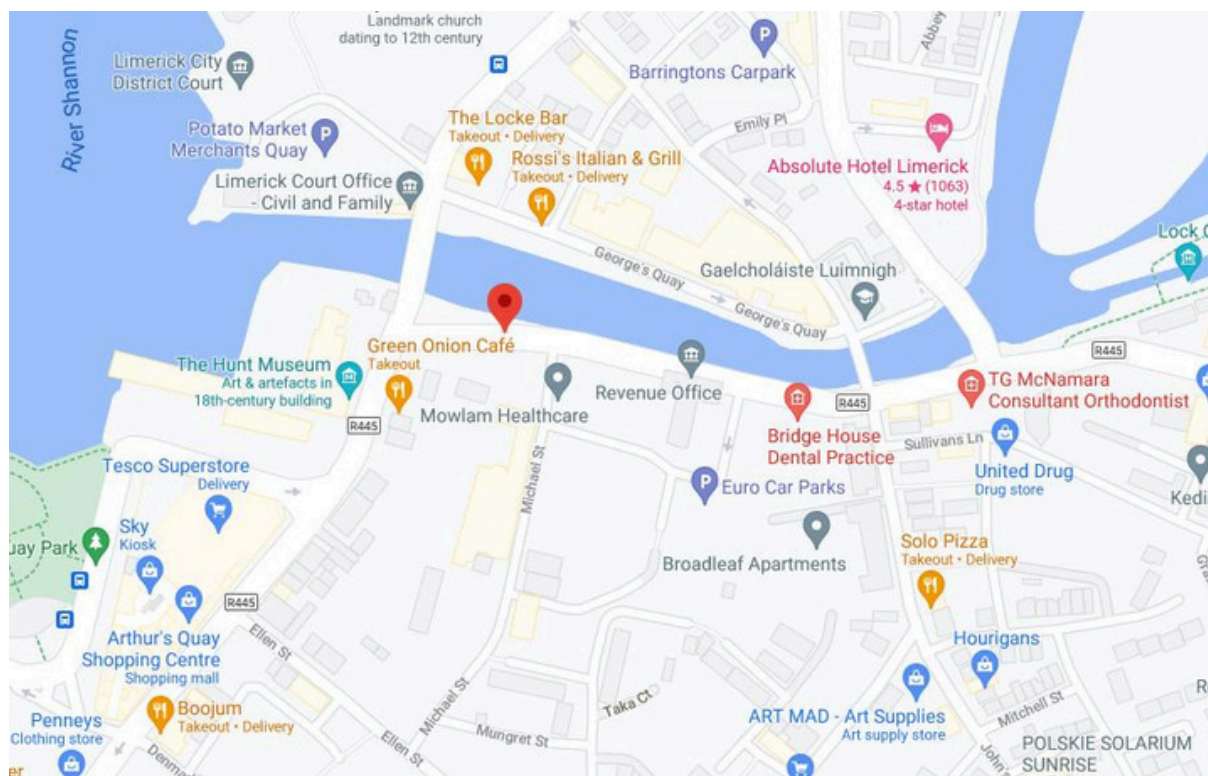 Landmark church
dating to 12th century
River Shannon
Limerick City
District Court
Barringtons Carpark
Abbey
The Locke Bar
Takeout • Delivery
Emily Pl
Potato Market
Merchants Quay
Rossi's Italian & Grill
Takeout • Delivery
Absolute Hotel Limerick
4.5 ★ (1063)
4-star hotel
Limerick Court Office
- Civil and Family
Lock
George's Quay
Gaelcholáiste Luimnigh
George's Quay
Green Onion Café
Takeout
R445
The Hunt Museum
Art & artefacts in
18th-century building
Revenue Office
Mowlam Healthcare
TG McNamara
Consultant Orthodontist
R445
R445
Bridge House
Dental Practice
Sullivans Ln
Tesco Superstore
Delivery
Michael St
United Drug
Drug store
Euro Car Parks
Kedi
Sky
Kiosk
uay Park
Solo Pizza
Takeout • Delivery
Broadleaf Apartments
R445
Ellen St
Arthur's Quay
Shopping Centre
Shopping mall
Hourigans
Michael St
Taka Ct
Boojum
Takeout • Delivery
Penneys
Clothing store
ART MAD - Art Supplies
Art supply store
Mitchell St
Mungret St
Ellen St
Denmar
John's
POLSKIE SOLARIUM
SUNRISE